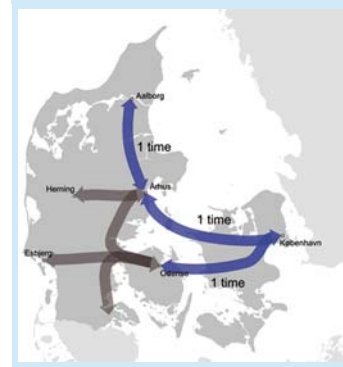 Aalborg
1 time
Herning
Århus
1 time
København
Esbjerg
Odense
1 time